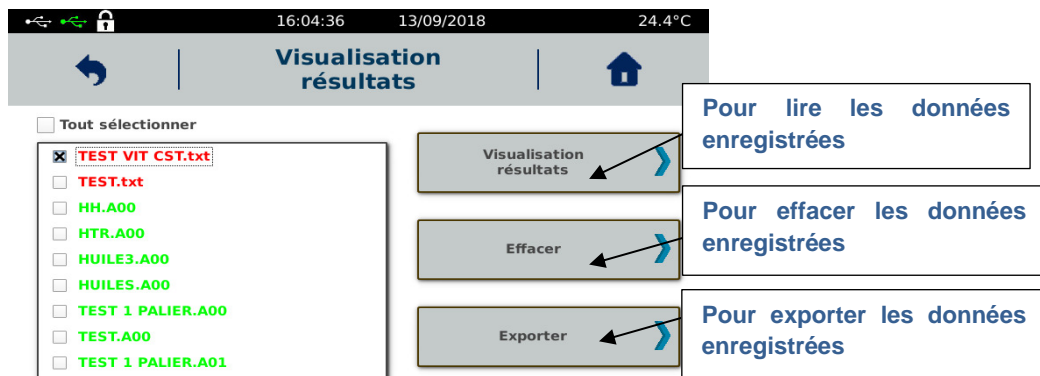 16:04:36 13/09/2018 24.4°C
Visualisation
résultats
Tout sélectionner
TEST VIT CST.txt
TEST.txt
HH.A00
HTR.A00
HUILE3.A00
HUILES.A00
TEST 1 PALIER.A00
TEST.A00
TEST 1 PALIER.A01
Visualisation
résultats
Effacer
Exporter
Pour lire les données
enregistrées
Pour effacer les données
enregistrées
Pour exporter les données
enregistrées